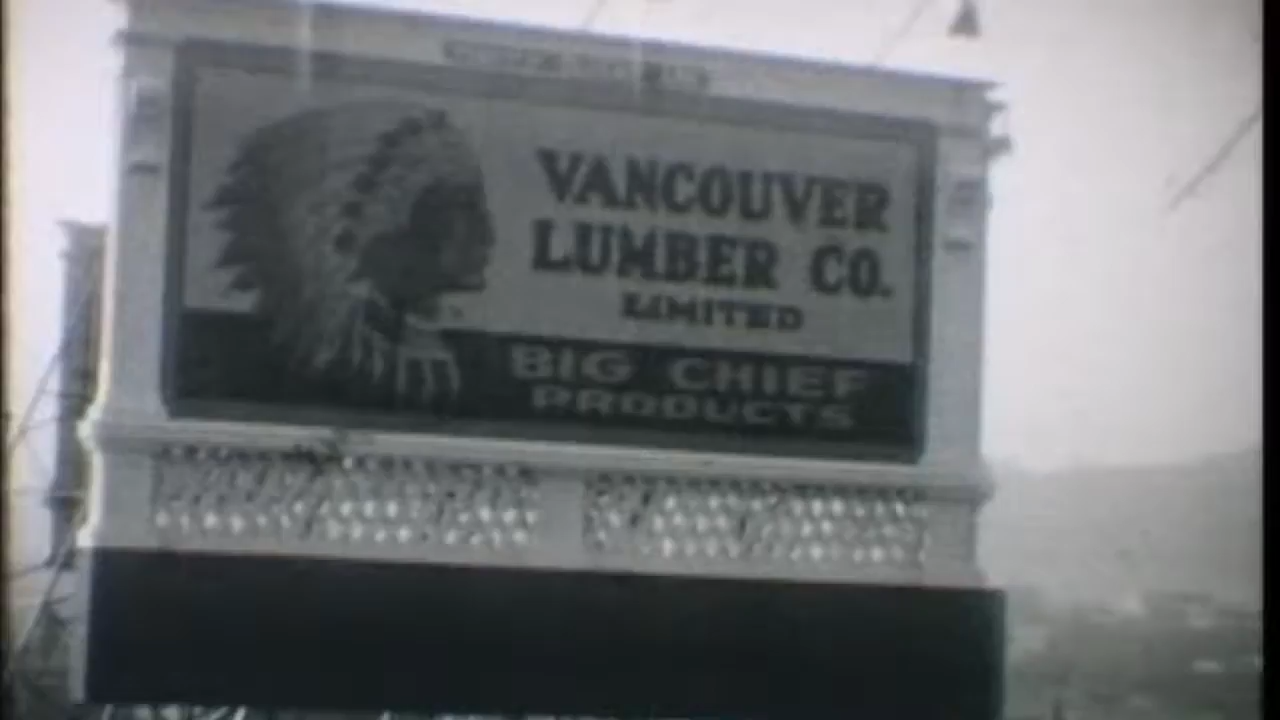 VANCOUVER
LUMBER CO.
LIMITED
BIG CHIEF
PRODUCTS